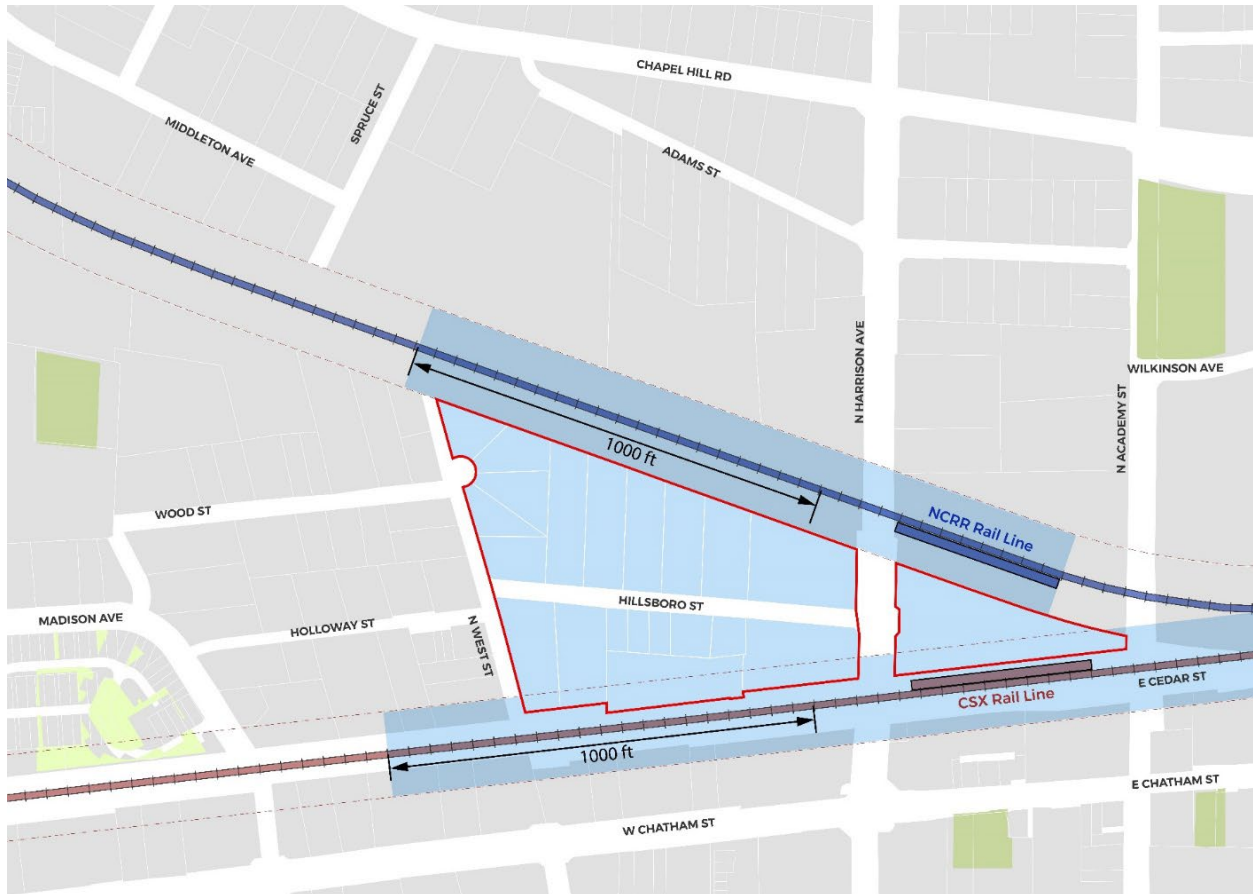 CHAPEL HILL RD
SPRUCE ST
MIDDLETON AVE
ADAMS ST
N HARRISON AVE
WILKINSON AVE
N ACADEMY ST
1000 ft
WOOD ST
NCRR Rail Line
HILLSBORO ST
MADISON AVE
HOLLOWAY ST
N WEST ST
E CEDAR ST
CSX Rail Line
1000 ft
E CHATHAM ST
W CHATHAM ST